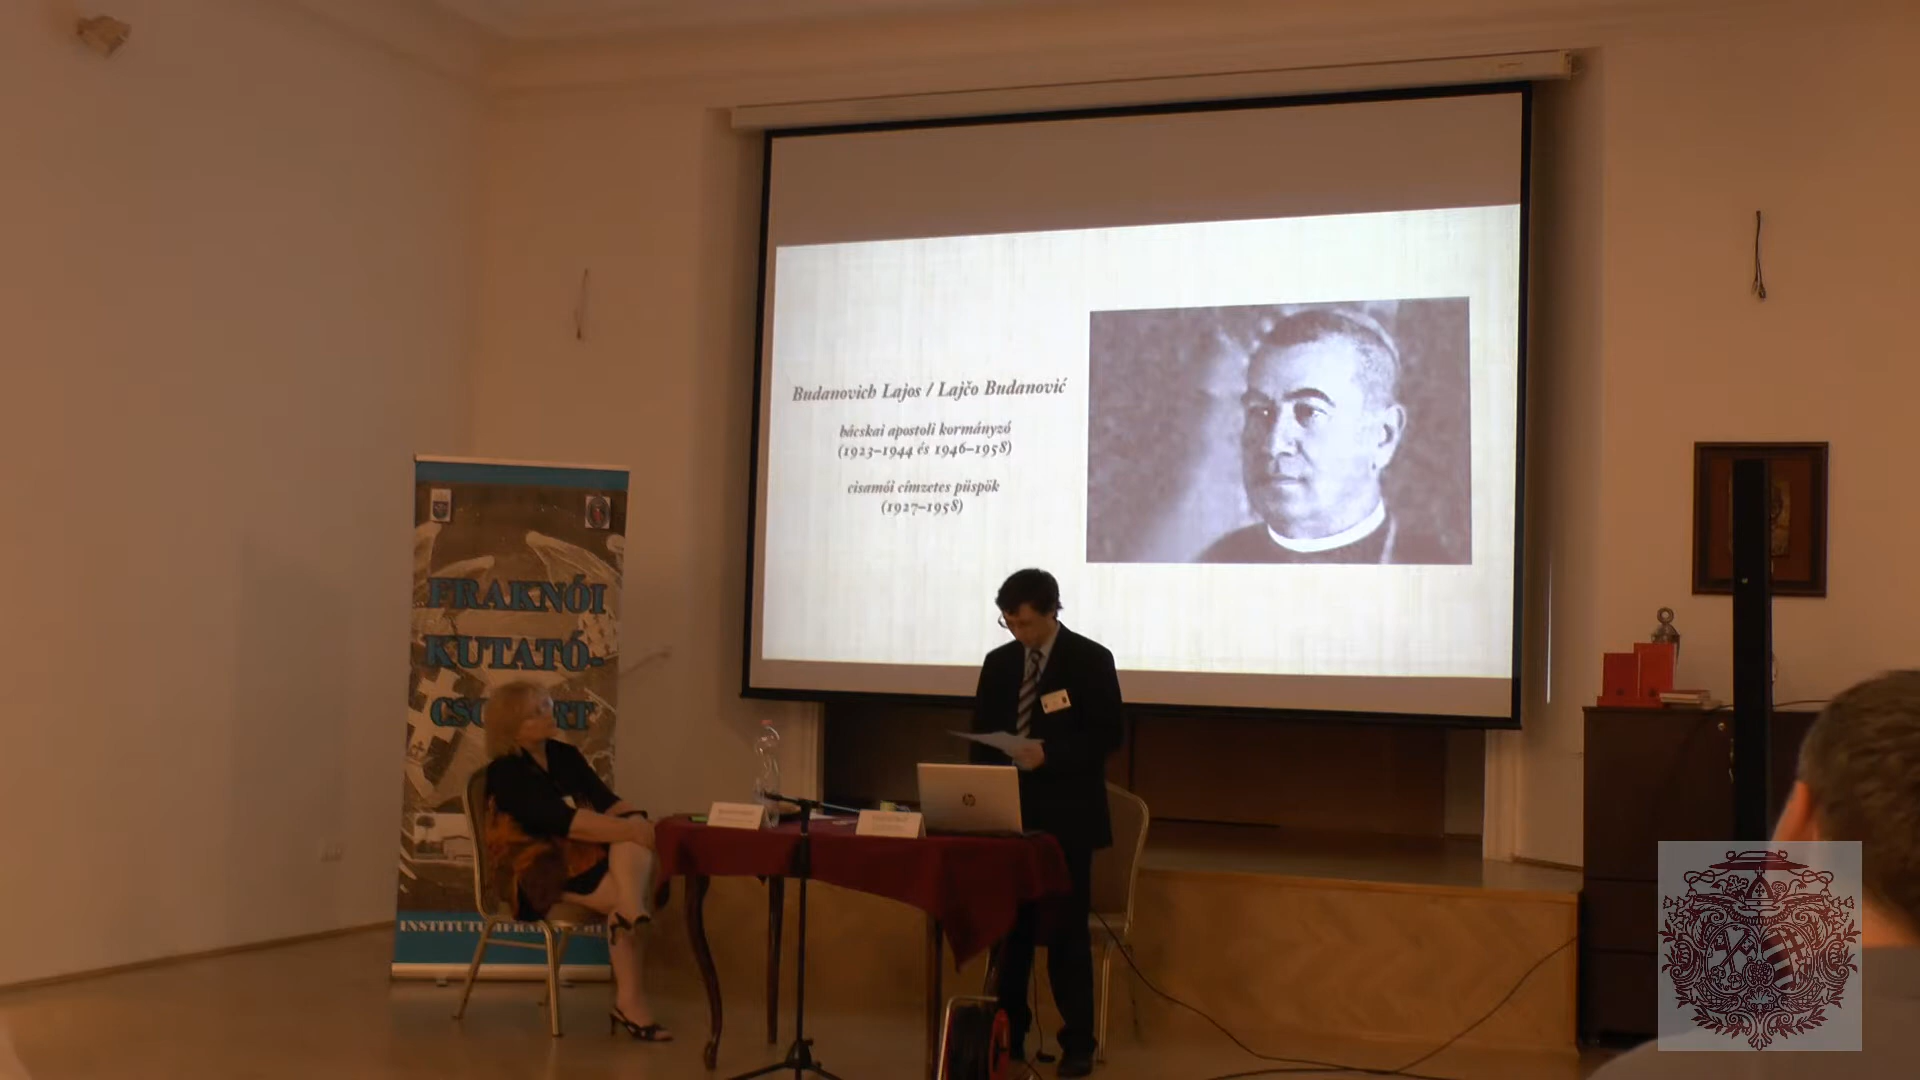 Budanovich Lajos / Lajčo Budanović
bácskai apostoli kormányzó
(1923–1944 és 1946–1958)
cisamói címzetes püspök
(1927–1958)
FRAKNÓI
KUTATÓ-
hp